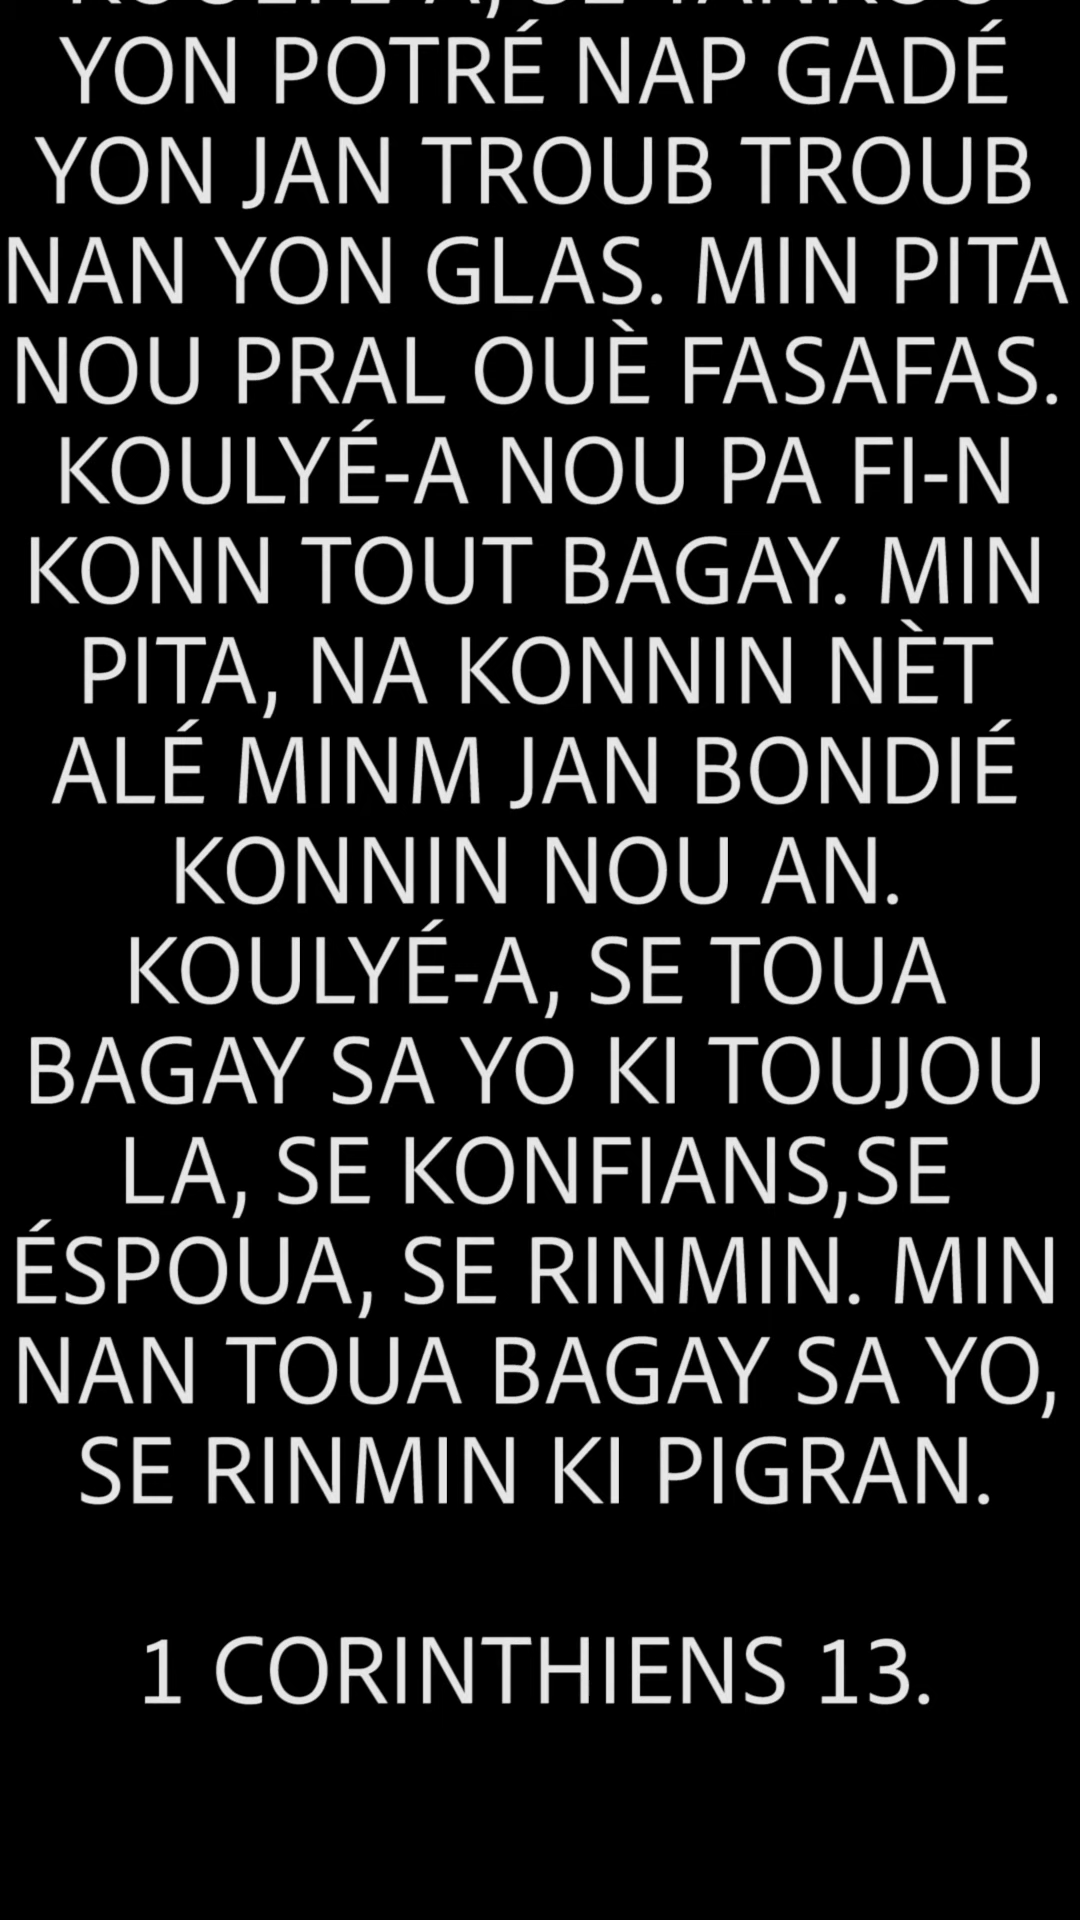 YON POTRÉ NAP GADÉ
YON JAN TROUB TROUB
NAN YON GLAS. MIN PITA
NOU PRAL OUÈ FASAFAS.
KOULYÉ-A NOU PA FI-N
KONN TOUT BAGAY. MIN
PITA, NA KONNIN NÈT
ALÉ MINM JAN BONDIÉ
KONNIN NOU AN.
KOULYÉ-A, SE TOUA
BAGAY SA YO KI TOUJOU
LA, SE KONFIANS,SE
ÉSPOUA, SE RINMIN. MIN
NAN TOUA BAGAY SA YO,
SE RINMIN KI PIGRAN.
1 CORINTHIENS 13.